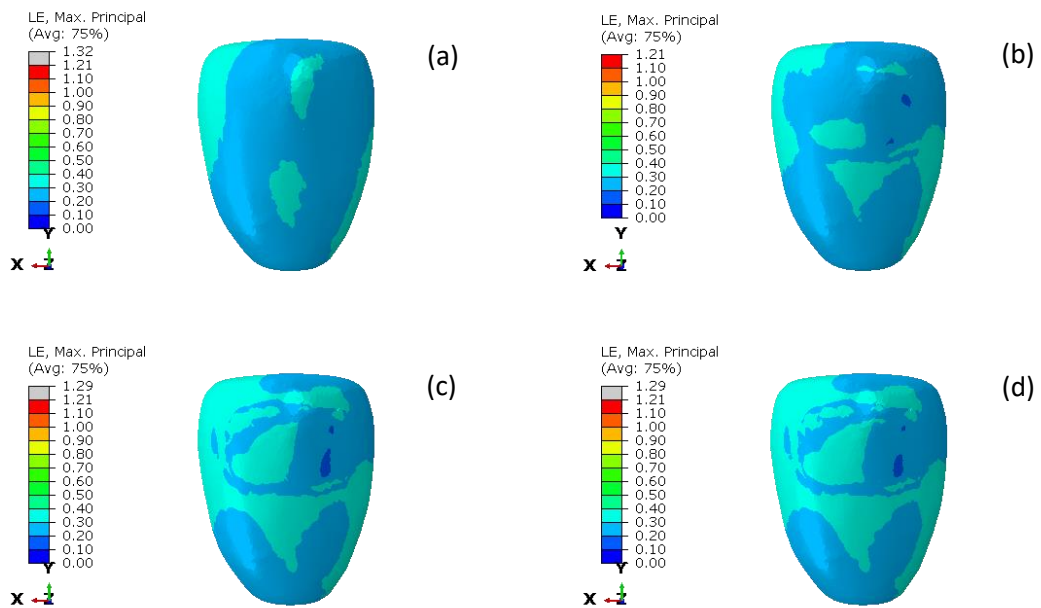 LE, Max. Principal
(Avg: 75%)
1.32
1.21
1.10
1.00
0.90
0.80
0.70
0.60
0.50
0.40
0.30
0.20
0.10
0.00
Y
X Z
(a)
LE, Max. Principal
(Avg: 75%)
1.21
1.10
1.00
0.90
0.80
0.70
0.60
0.50
0.40
0.30
0.20
0.10
0.00
Y
X Z
(b)
LE, Max. Principal
(Avg: 75%)
1.29
1.21
1.10
1.00
0.90
0.80
0.70
0.60
0.50
0.40
0.30
0.20
0.10
0.00
Y
X Z
(c)
LE, Max. Principal
(Avg: 75%)
1.29
1.21
1.10
1.00
0.90
0.80
0.70
0.60
0.50
0.40
0.30
0.20
0.10
0.00
Y
X Z
(d)